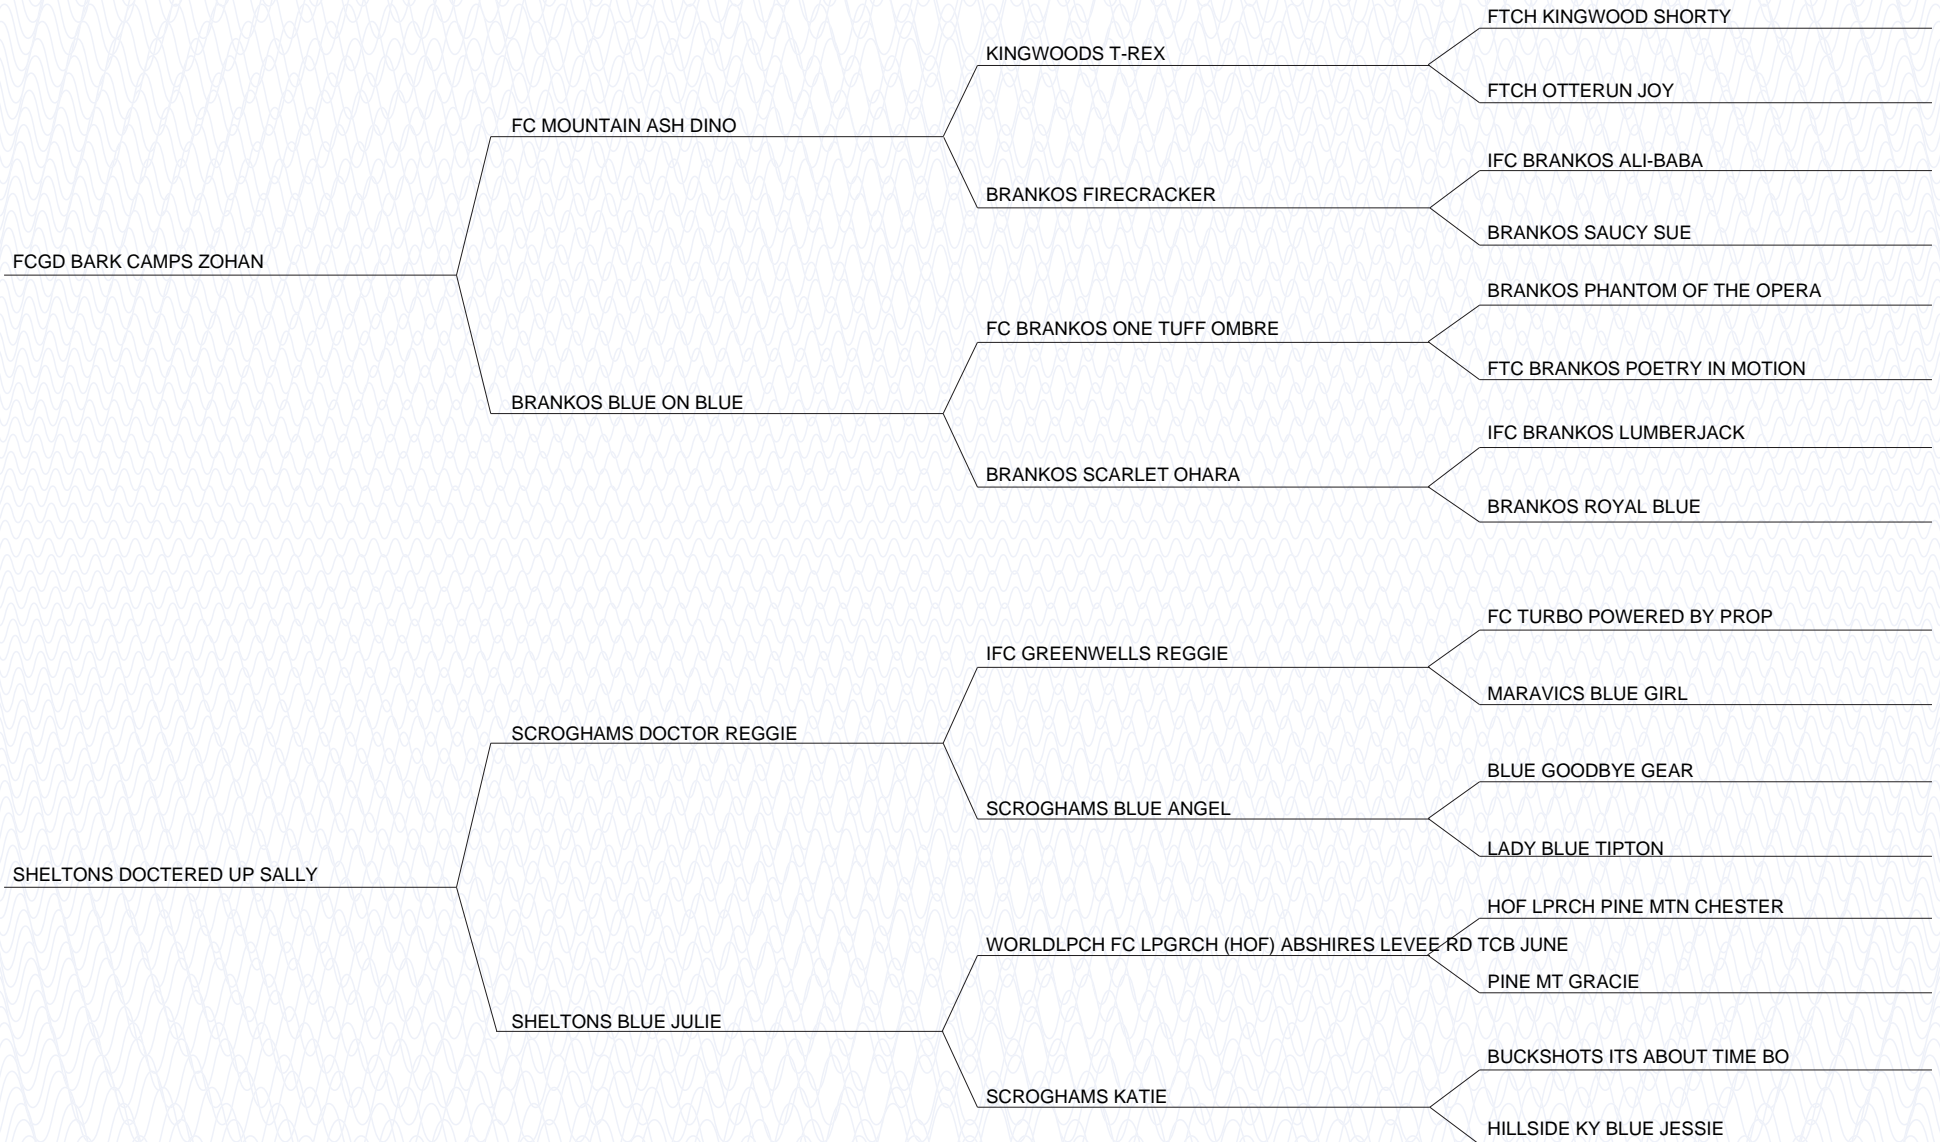 FTCH KINGWOOD SHORTY
KINGWOODS T-REX
FTCH OTTERUN JOY
FC MOUNTAIN ASH DINO
IFC BRANKOS ALI-BABA
BRANKOS FIRECRACKER
BRANKOS SAUCY SUE
FCGD BARK CAMPS ZOHAN
BRANKOS PHANTOM OF THE OPERA
FC BRANKOS ONE TUFF OMBRE
FTC BRANKOS POETRY IN MOTION
BRANKOS BLUE ON BLUE
IFC BRANKOS LUMBERJACK
BRANKOS SCARLET OHARA
BRANKOS ROYAL BLUE
FC TURBO POWERED BY PROP
IFC GREENWELLS REGGIE
MARAVICS BLUE GIRL
SCROGHAMS DOCTOR REGGIE
BLUE GOODBYE GEAR
SCROGHAMS BLUE ANGEL
LADY BLUE TIPTON
SHELTONS DOCTERED UP SALLY
HOF LPRCH PINE MTN CHESTER
WORLDLPCH FC LPGRCH (HOF) ABSHIRES LEVEE RD TCB JUNE
PINE MT GRACIE
SHELTONS BLUE JULIE
BUCKSHOTS ITS ABOUT TIME BO
SCROGHAMS KATIE
HILLSIDE KY BLUE JESSIE